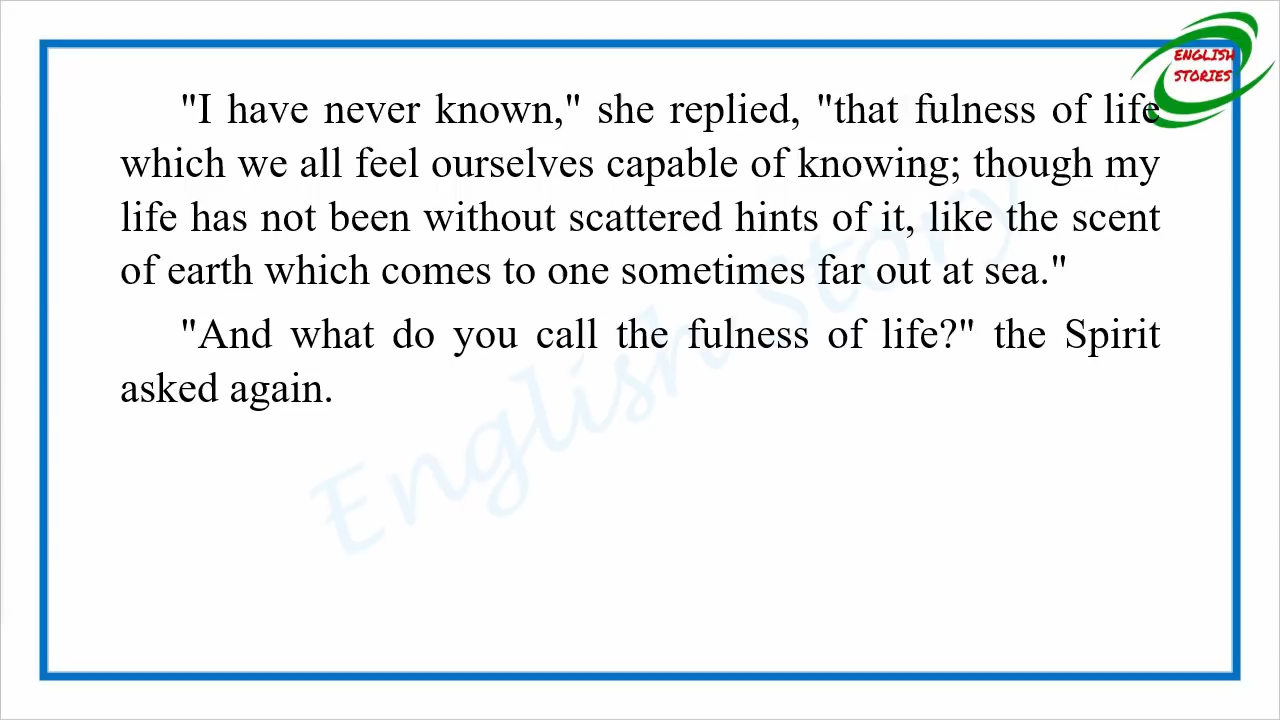 ENGLISH
STORIES
"I have never known," she replied, "that fulness of life
which we all feel ourselves capable of knowing; though my
life has not been without scattered hints of it, like the scent
of earth which comes to one sometimes far out at sea."
"And what do you call the fulness of life?" the Spirit
asked again.
English Story